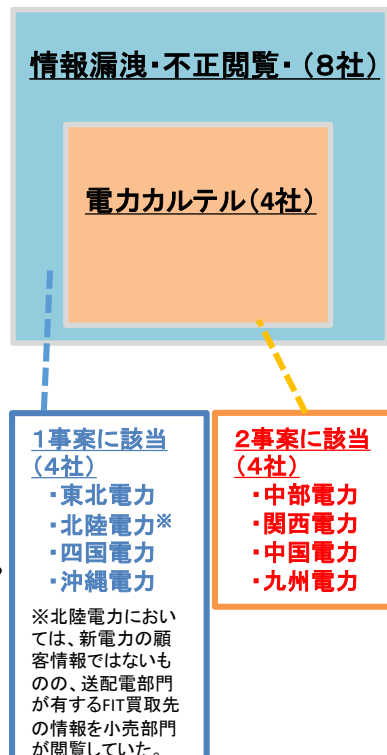 情報漏洩・不正閲覧・（８社）
電力カルテル（4社）
１事案に該当
（４社）
・東北電力
・北陸電力※
・四国電力
・沖縄電力
※北陸電力におい
ては、新電力の顧
客情報ではないも
のの、送配電部門
が有するFIT買取先
の情報を小売部門
が閲覧していた。
２事案に該当
（４社）
・中部電力
・関西電力
・中国電力
・九州電力